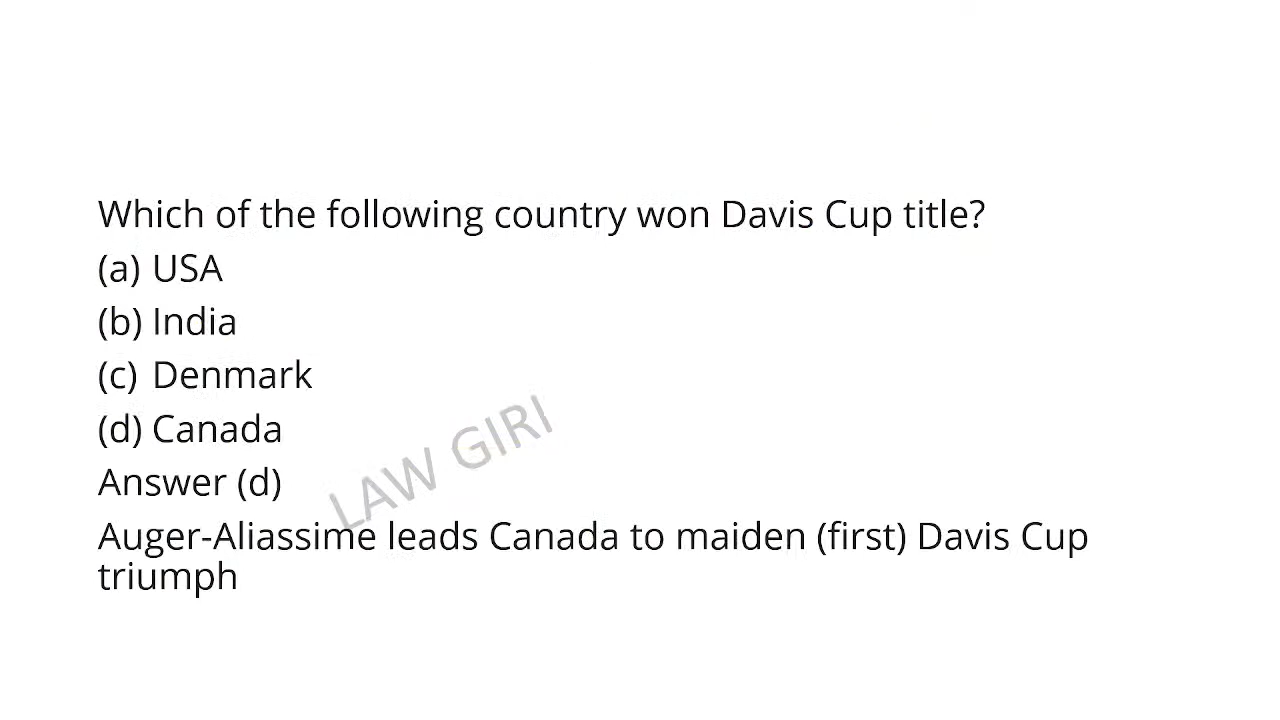 Which of the following country won Davis Cup title?
(a) USA
(b) India
(c) Denmark
(d) Canada
Answer (d)
LAW GIRI
Auger-Aliassime leads Canada to maiden (first) Davis Cup
triumph